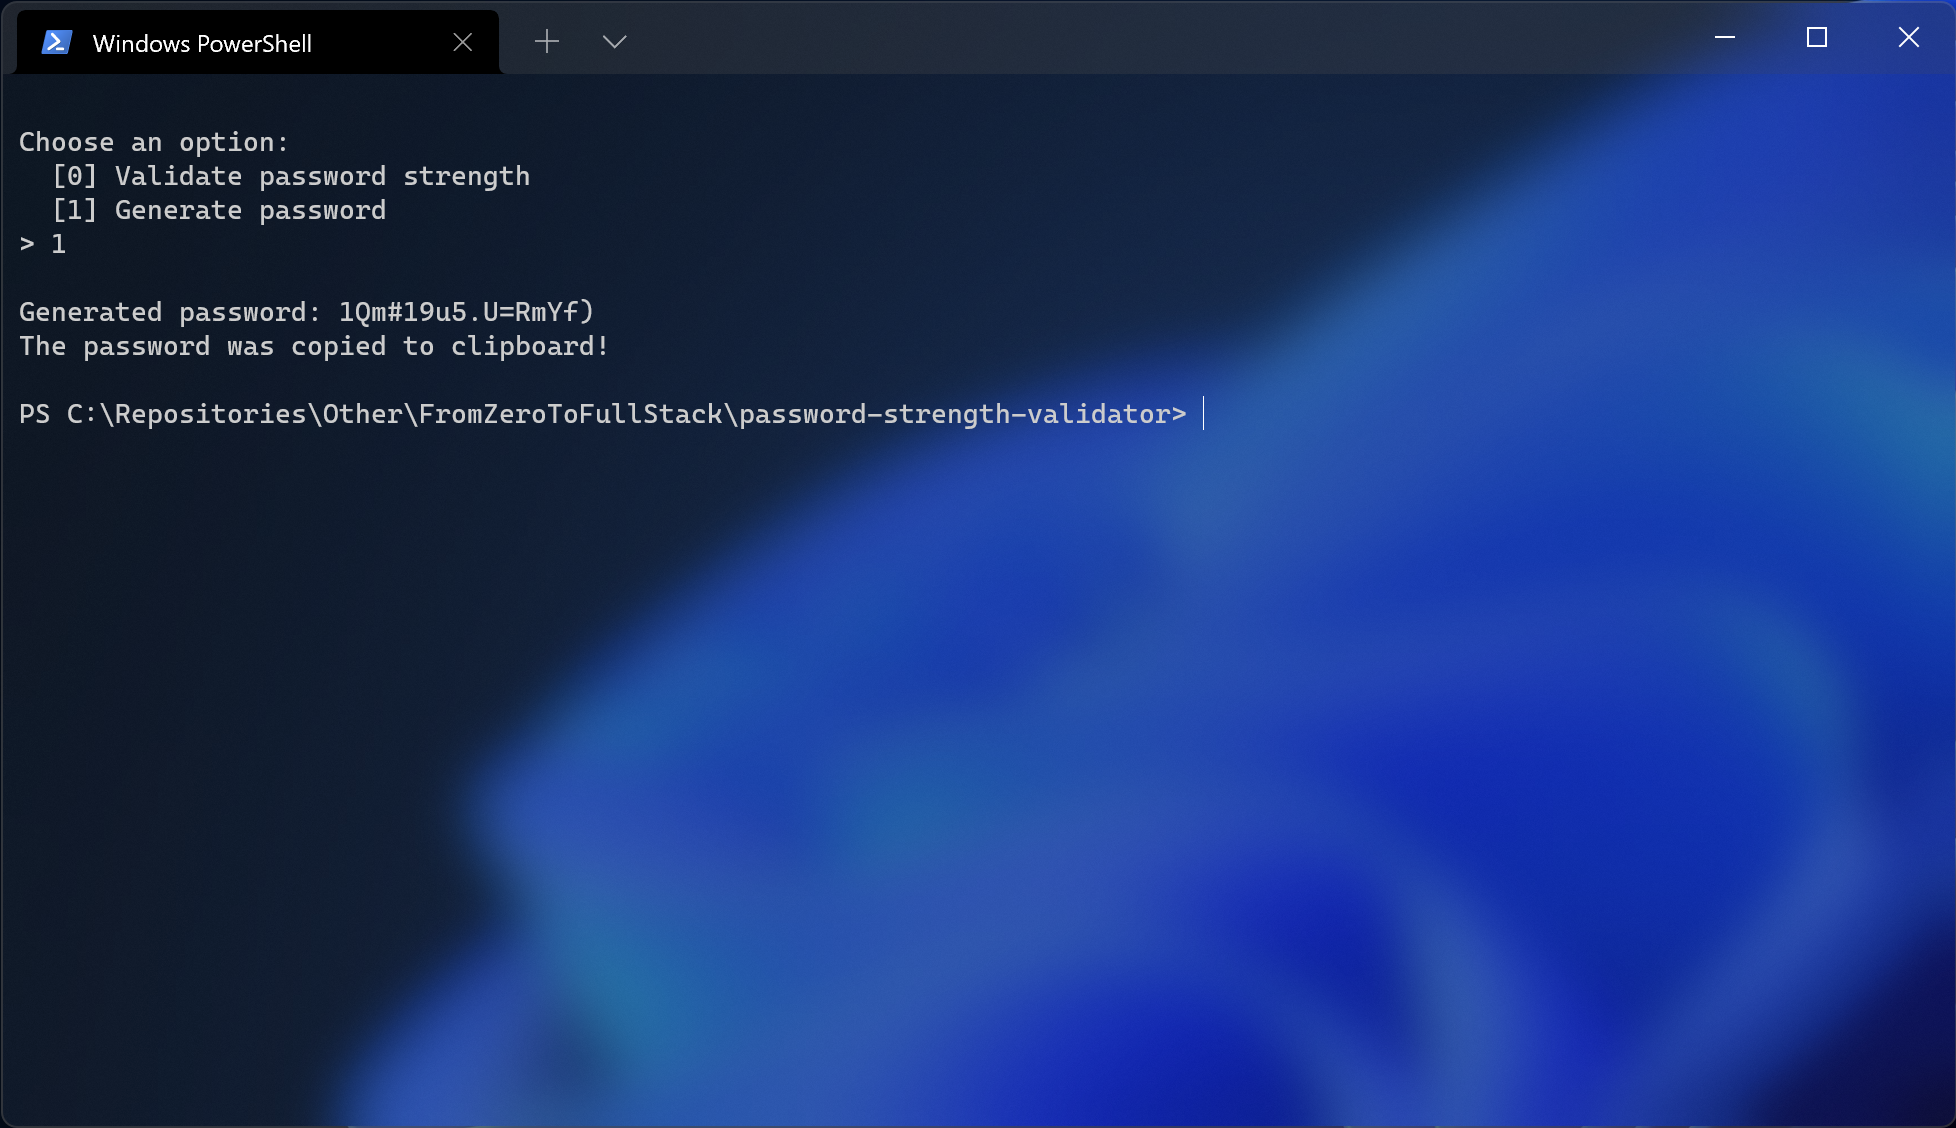 Windows PowerShell
Choose an option:
[0] Validate password strength
[1] Generate password
> 1
Generated password: 1Qm#19u5.U=RmYf)
The password was copied to clipboard!
PS C:\Repositories\Other\FromZeroToFullStack\password-strength-validator>